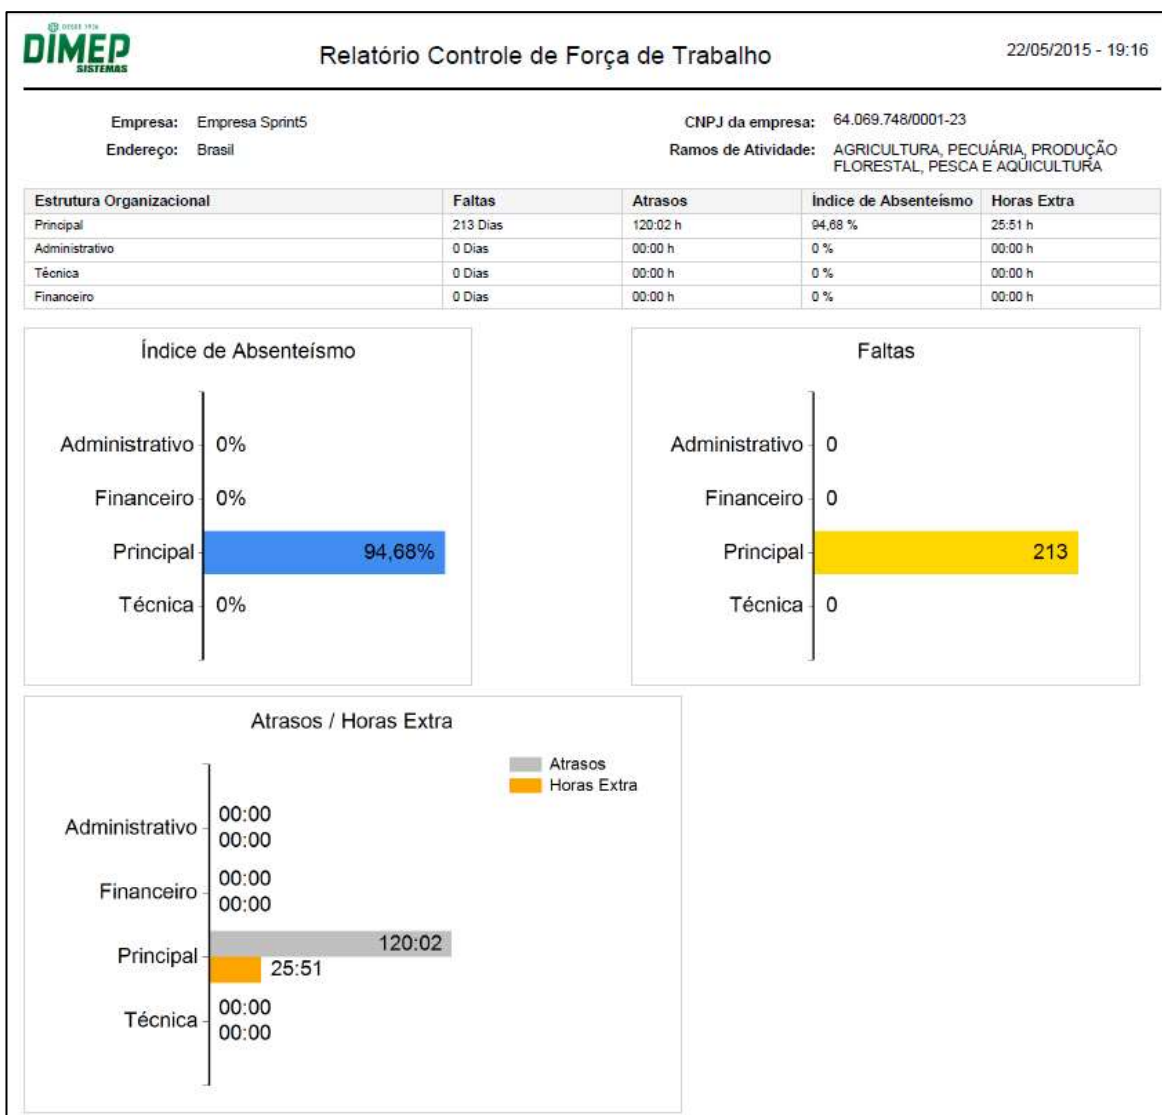 DESDE 1936
DIMEP
SISTEMAS
Relatório Controle de Força de Trabalho
22/05/2015 - 19:16
Empresa: Empresa Sprint5
CNPJ da empresa: 64.069.748/0001-23
Endereço: Brasil
Ramos de Atividade: AGRICULTURA, PECUÁRIA, PRODUÇÃO
FLORESTAL, PESCA E AQÜICULTURA
Estrutura Organizacional Faltas Atrasos Índice de Absenteísmo Horas Extra
Principal 213 Dias 120:02 h 94,68 % 25:51 h
Administrativo 0 Dias 00:00 h 0 % 00:00 h
Técnica 0 Dias 00:00 h 0 % 00:00 h
Financeiro 0 Dias 00:00 h 0 % 00:00 h
Índice de Absenteísmo
Administrativo 0%
Financeiro 0%
Principal 94,68%
Técnica 0%
Faltas
Administrativo 0
Financeiro 0
Principal 213
Técnica 0
Atrasos / Horas Extra
Atrasos
Horas Extra
Administrativo 00:00
00:00
Financeiro 00:00
00:00
Principal 120:02
25:51
Técnica 00:00
00:00